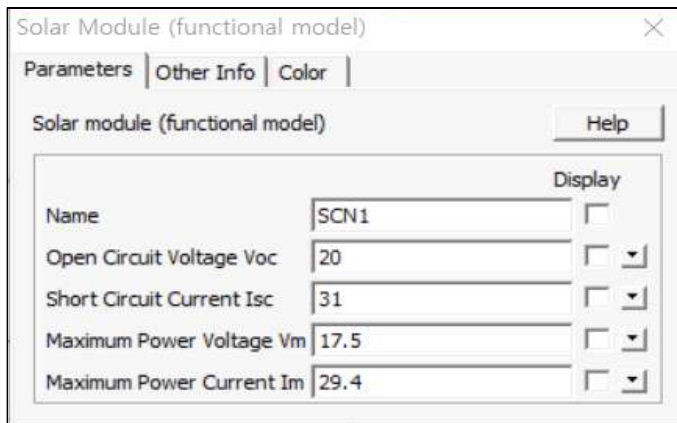 Solar Module (functional model)
Parameters Other Info Color
Solar module (functional model) Help
Display
Name SCN1
Open Circuit Voltage Voc 20
Short Circuit Current Isc 31
Maximum Power Voltage Vm 17.5
Maximum Power Current Im 29.4